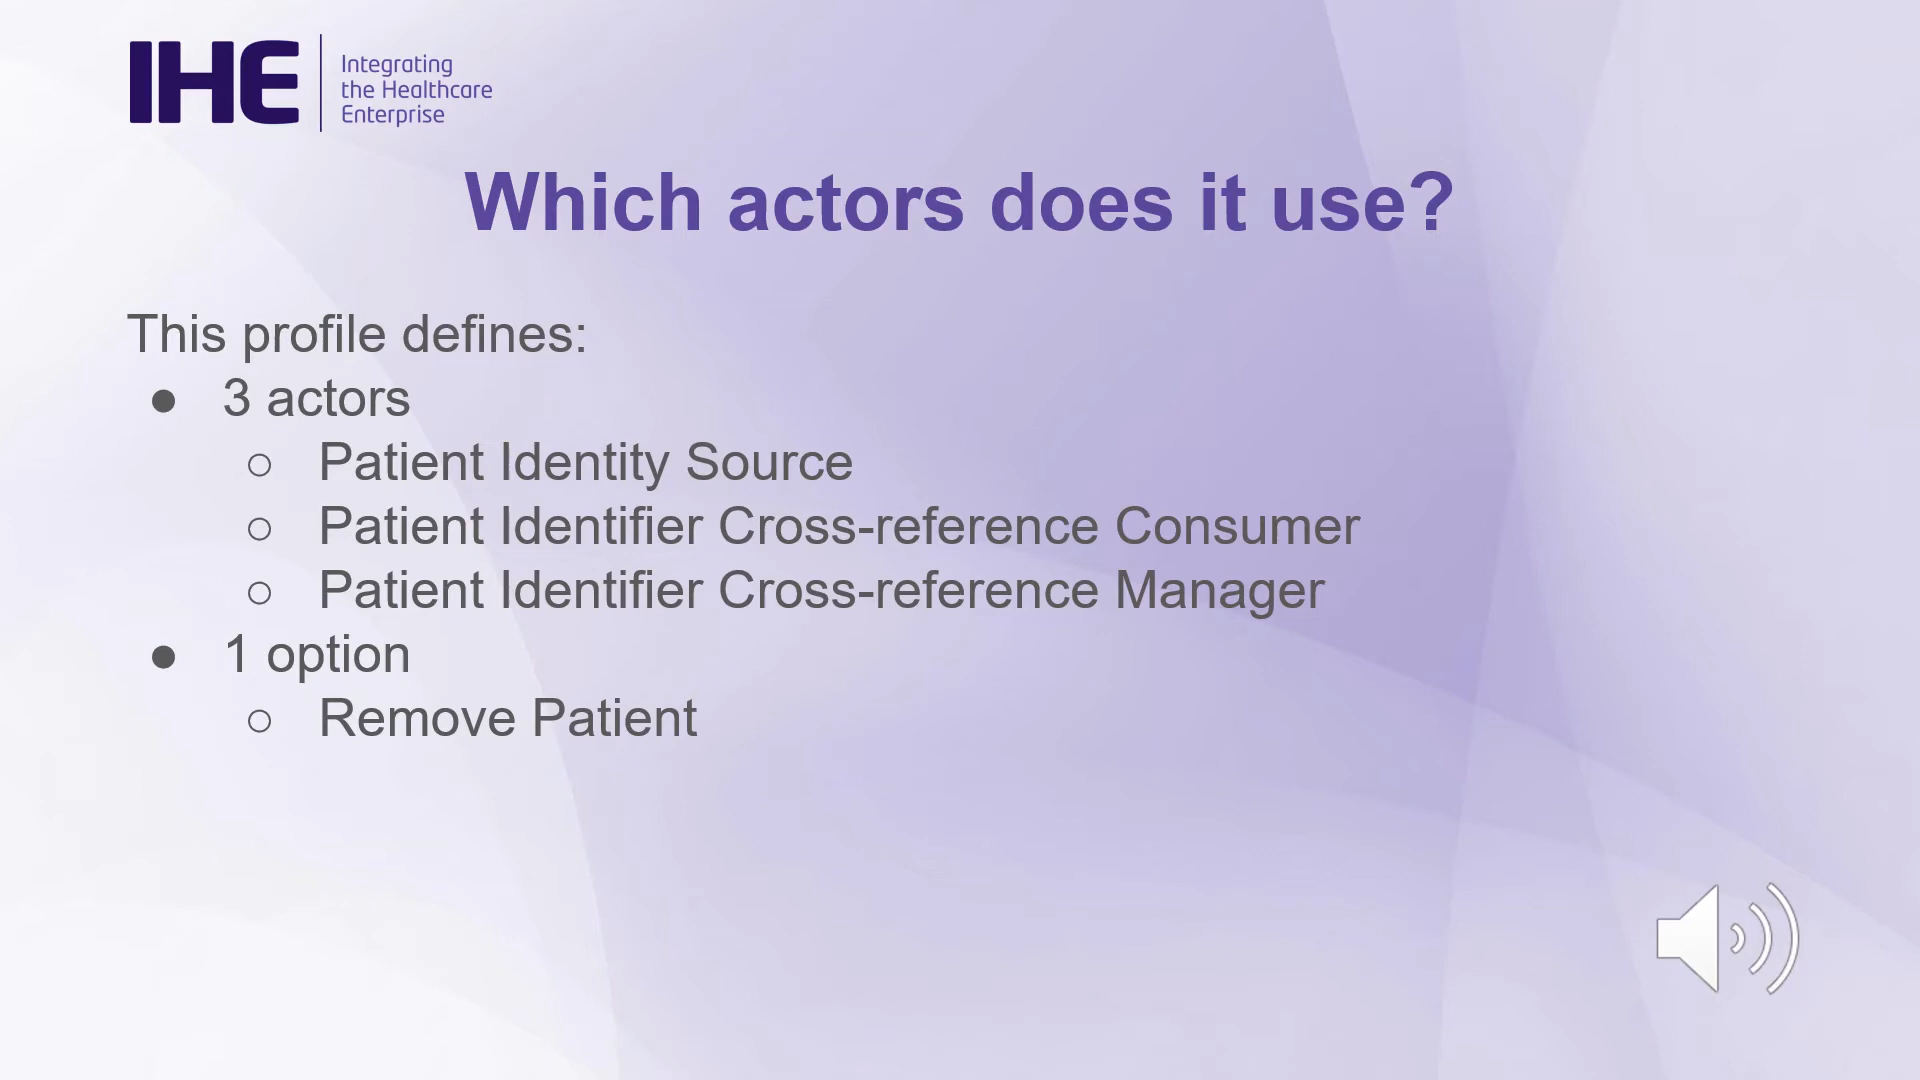 IHE
Integrating
the Healthcare
Enterprise
Which actors does it use?
This profile defines:
● 3 actors
○ Patient Identity Source
○ Patient Identifier Cross-reference Consumer
○ Patient Identifier Cross-reference Manager
● 1 option
○ Remove Patient